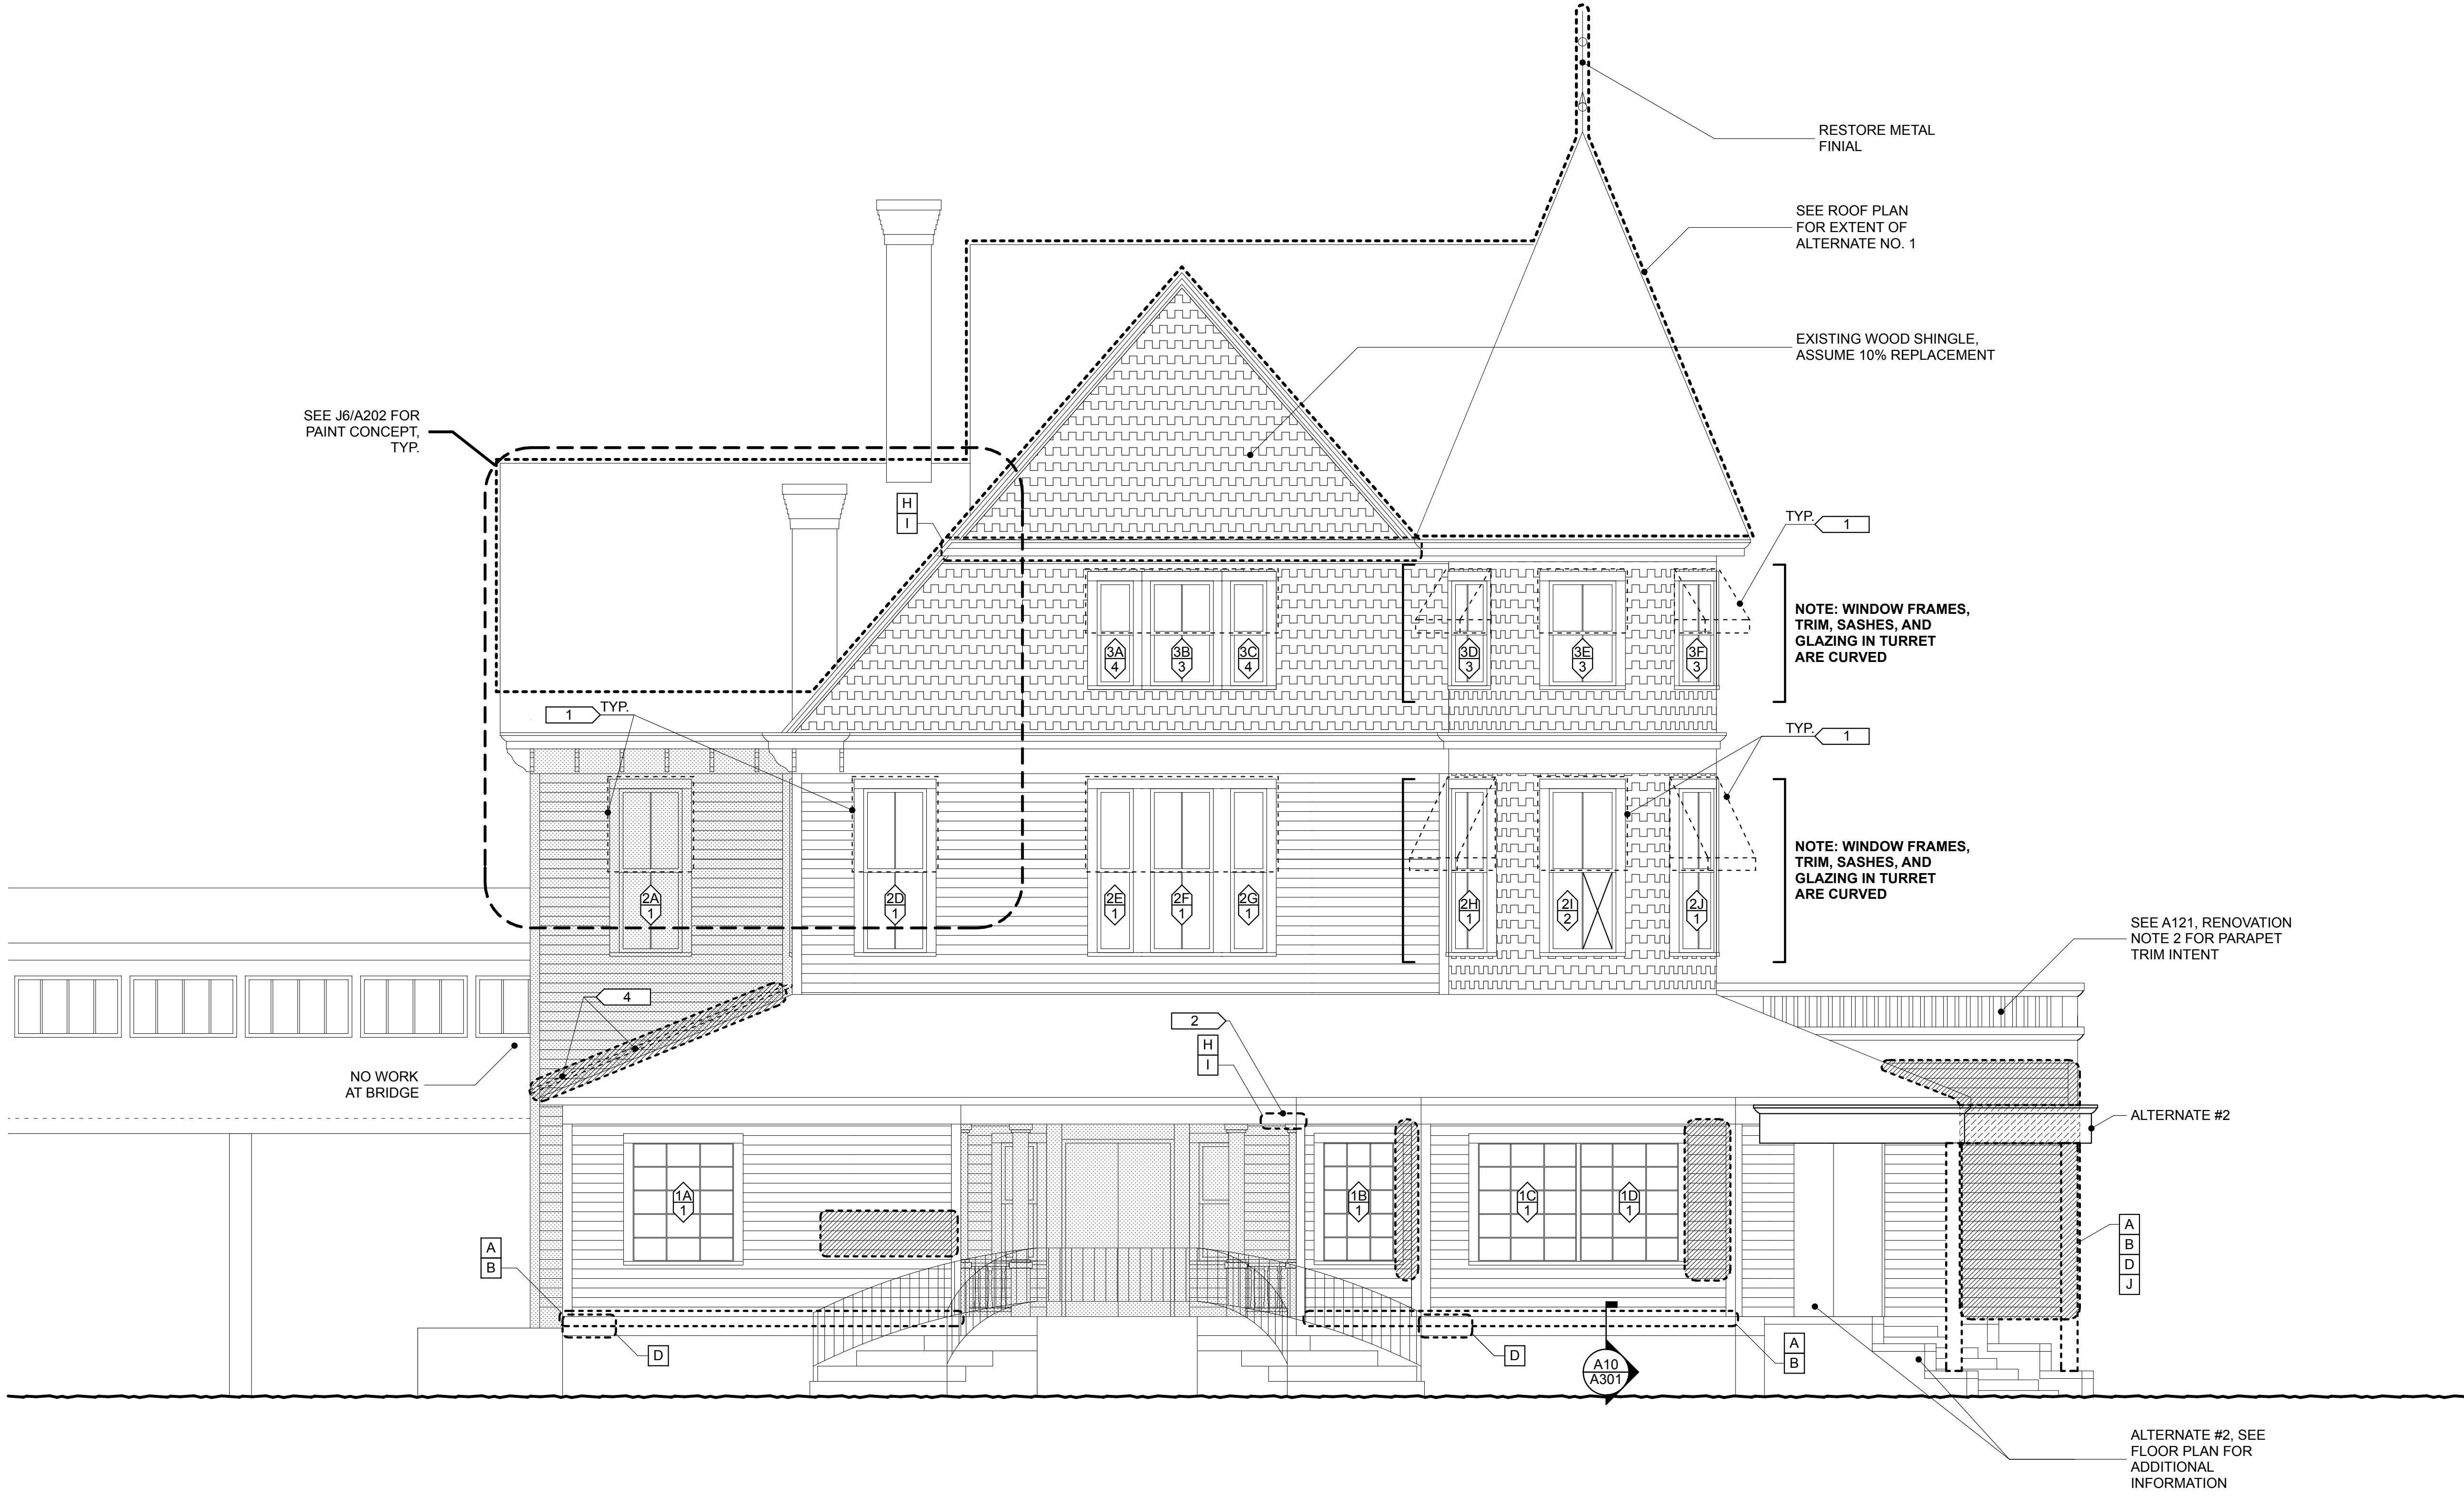 RESTORE METAL
FINIAL
SEE ROOF PLAN
FOR EXTENT OF
ALTERNATE NO. 1
EXISTING WOOD SHINGLE,
ASSUME 10% REPLACEMENT
SEE J6/A202 FOR
PAINT CONCEPT,
TYP.
H
I
TYP.
1
NOTE: WINDOW FRAMES,
TRIM, SASHES, AND
GLAZING IN TURRET
ARE CURVED
3A
4
3B
3
3C
4
3D
3
3E
3
3F
3
1
TYP.
TYP.
1
NOTE: WINDOW FRAMES,
TRIM, SASHES, AND
GLAZING IN TURRET
ARE CURVED
2A
1
2D
1
2E
1
2F
1
2G
1
2H
1
2I
2
2J
1
SEE A121, RENOVATION
NOTE 2 FOR PARAPET
TRIM INTENT
4
2
H
I
NO WORK
AT BRIDGE
ALTERNATE #2
1A
1
1B
1
1C
1
1D
1
A
B
A
B
D
J
D
D
A
B
A10
A301
ALTERNATE #2, SEE
FLOOR PLAN FOR
ADDITIONAL
INFORMATION